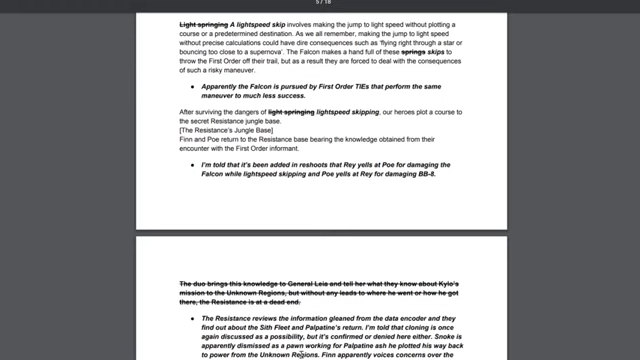 5 / 18
Light springing A lightspeed skip involves making the jump to light speed without plotting a
course or a predetermined destination. As we all remember, making the jump to light speed
without precise calculations could have dire consequences such as 'flying right through a star or
bouncing too close to a supernova'. The Falcon makes a hand full of these springs skips to
throw the First Order off their trail, but as a result they are forced to deal with the consequences
of such a risky maneuver.
● Apparently the Falcon is pursued by First Order TIEs that perform the same
maneuver to much less success.
After surviving the dangers of light springing lightspeed skipping, our heroes plot a course to
the secret Resistance jungle base.
[The Resistance's Jungle Base]
Finn and Poe return to the Resistance base bearing the knowledge obtained from their
encounter with the First Order informant.
● I'm told that it's been added in reshoots that Rey yells at Poe for damaging the
Falcon while lightspeed skipping and Poe yells at Rey for damaging BB-8.
The duo brings this knowledge to General Leia and tell her what they know about Kylo's
mission to the Unknown Regions, but without any leads to where he went or how he got
there, the Resistance is at a dead end.
● The Resistance reviews the information gleaned from the data encoder and they
find out about the Sith Fleet and Palpatine's return. I'm told that cloning is once
again discussed as a possibility, but it's confirmed or denied here either. Snoke is
apparently dismissed as a pawn working for Palpatine ash he plotted his way back
to power from the Unknown Regions. Finn apparently voices concerns over the